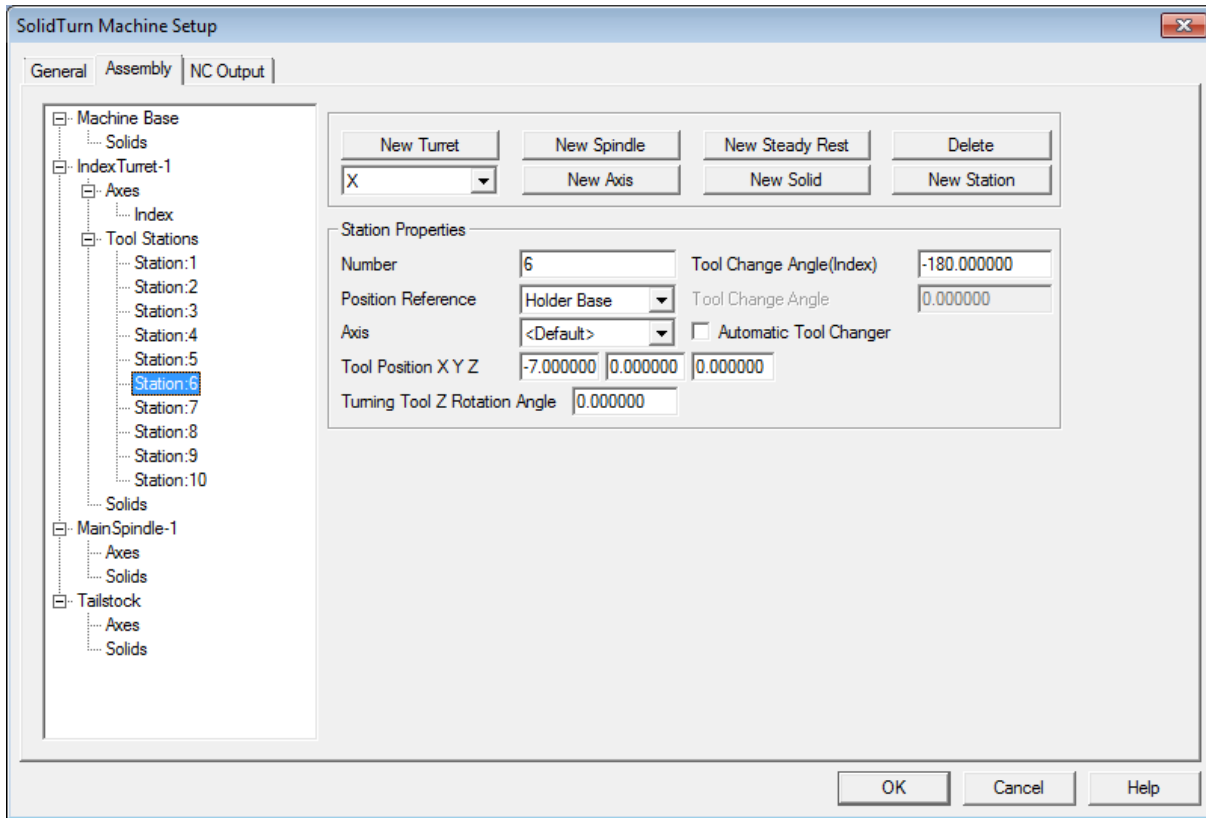 SolidTurn Machine Setup
General Assembly NC Output
Machine Base
Solids
IndexTurret-1
Axes
Index
Tool Stations
Station:1
Station:2
Station:3
Station:4
Station:5
Station:6
Station:7
Station:8
Station:9
Station:10
Solids
MainSpindle-1
Axes
Solids
Tailstock
Axes
Solids
New Turret New Spindle New Steady Rest Delete
X New Axis New Solid New Station
Station Properties
Number 6 Tool Change Angle(Index) -180.000000
Position Reference Holder Base Tool Change Angle 0.000000
Axis <Default> Automatic Tool Changer
Tool Position X Y Z -7.000000 0.000000 0.000000
Turning Tool Z Rotation Angle 0.000000
OK Cancel Help